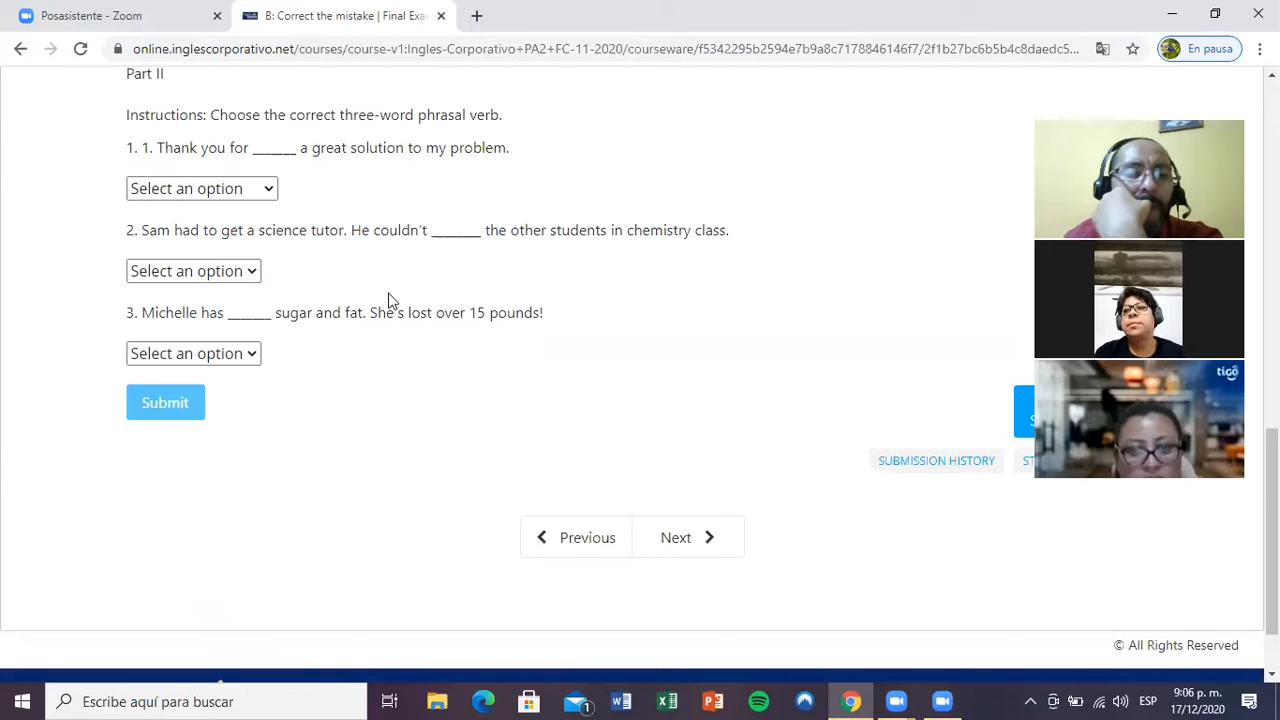 Posasistente - Zoom
B: Correct the mistake | Final Exa
online.inglescorporativo.net/courses/course-v1:Ingles-Corporativo+PA2+FC-11-2020/courseware/f5342295b2594e7b9a8c7178846146f7/2f1b27bc6b5b4c8daedc5...
En pausa
Part II
Instructions: Choose the correct three-word phrasal verb.
1. 1. Thank you for ______ a great solution to my problem.
Select an option
2. Sam had to get a science tutor. He couldn´t _______ the other students in chemistry class.
Select an option
3. Michelle has ______ sugar and fat. She's lost over 15 pounds!
Select an option
Submit
S
SUBMISSION HISTORY
ST
tigo
Previous
Next
© All Rights Reserved
Escribe aquí para buscar
1
ESP
9:06 p. m.
17/12/2020